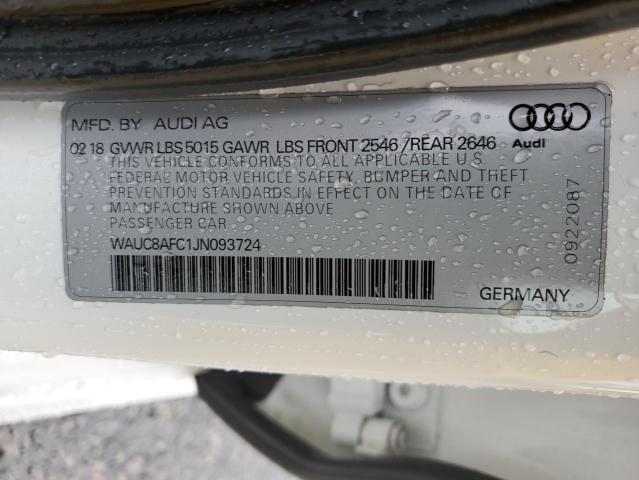 MFD. BY AUDI AG
02 18 GVWR LBS 5015 GAWR LBS FRONT 2546 /REAR 2646
Audi
THIS VEHICLE CONFORMS TO ALL APPLICABLE U.S.
FEDERAL MOTOR VEHICLE SAFETY, BUMPER AND THEFT
PREVENTION STANDARDS IN EFFECT ON THE DATE OF
MANUFACTURE SHOWN ABOVE
PASSENGER CAR
WAUC8AFC1JN093724
GERMANY
0922087